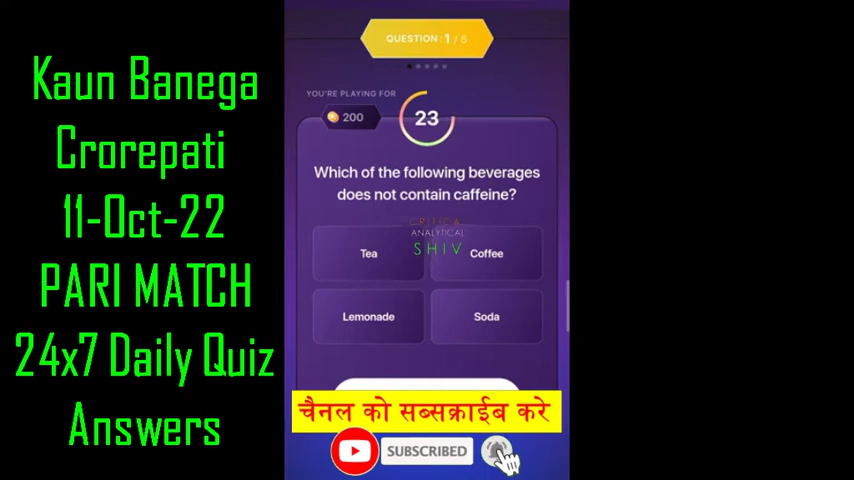 Kaun Banega
Crorepati
11-Oct-22
PARI MATCH
24x7 Daily Quiz
Answers
QUESTION: 1 / 5
YOU'RE PLAYING FOR
200
23
Which of the following beverages
does not contain caffeine?
CRITICAL
ANALYTICAL
SHIV
Tea
Coffee
Lemonade
Soda
चैनल को सब्सक्राईब करे
SUBSCRIBED